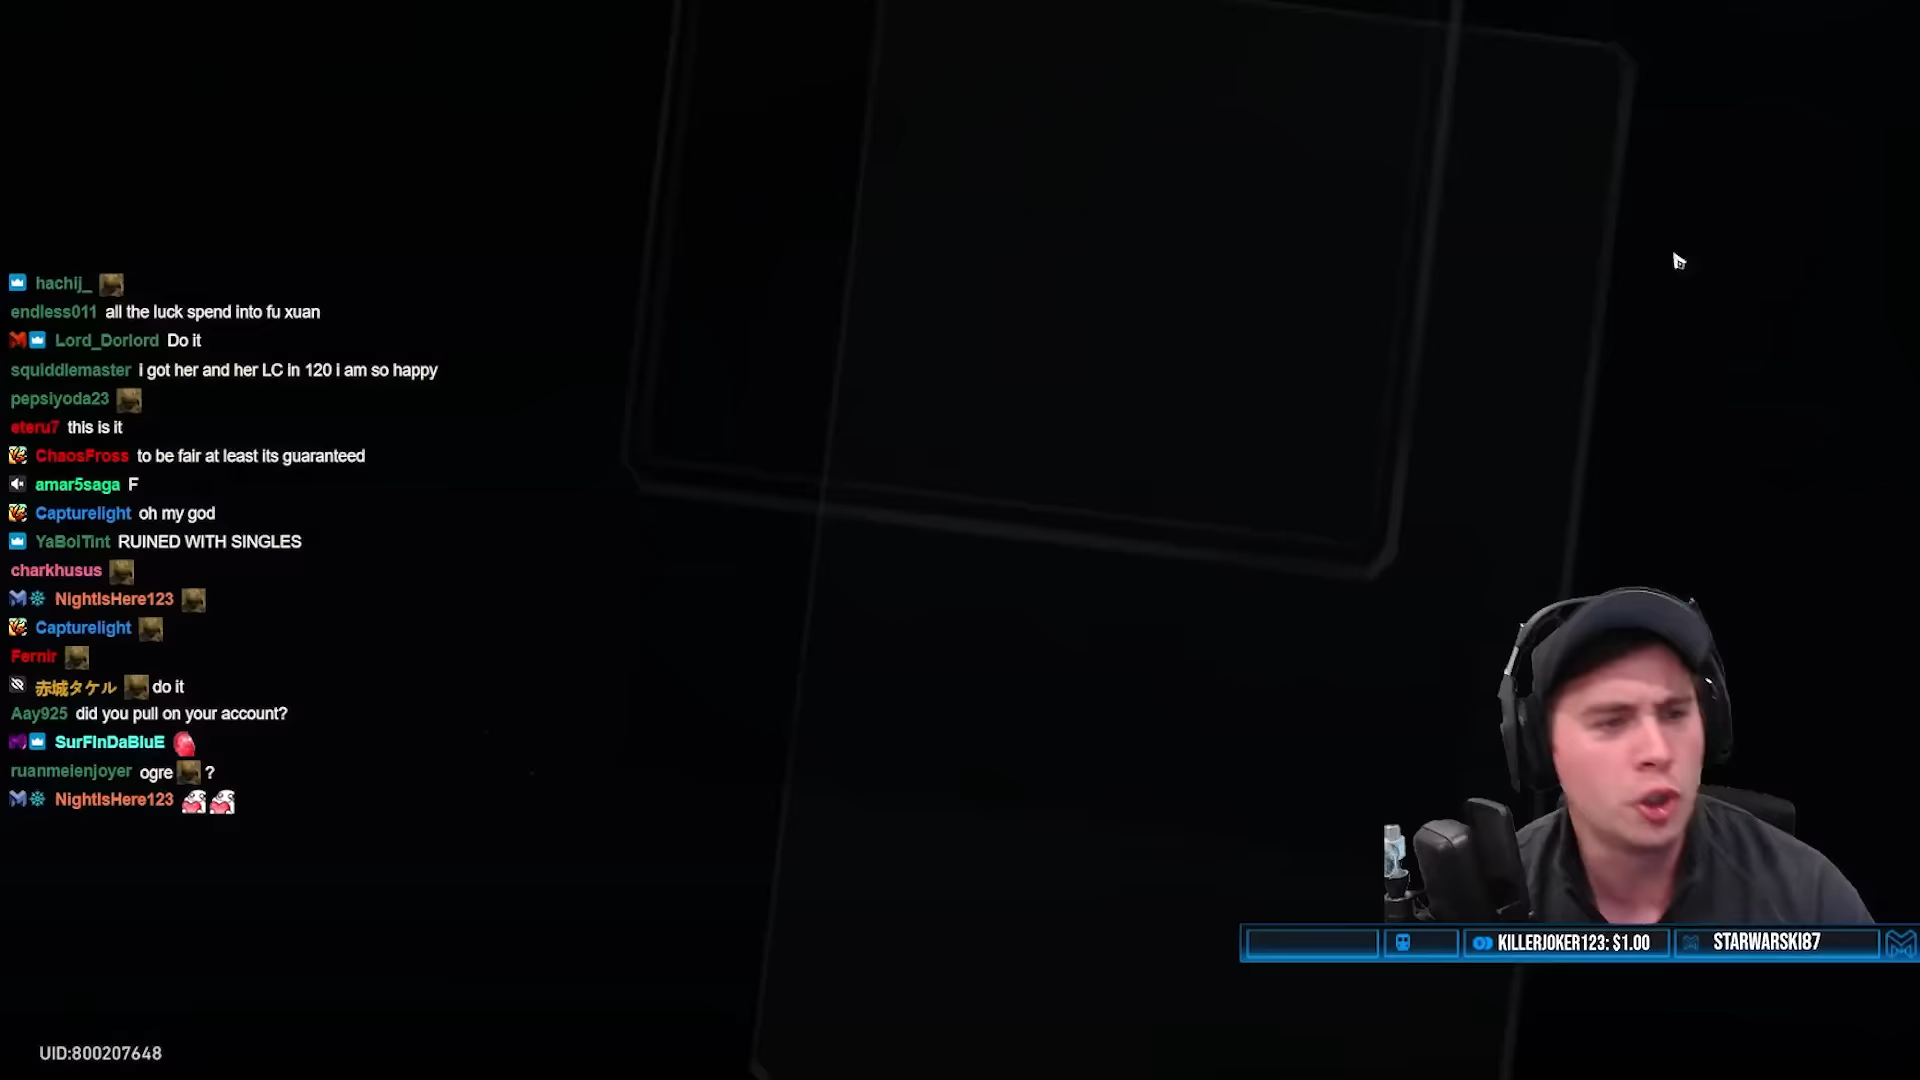 hachij_
endless011 all the luck spend into fu xuan
Lord_Dorlord Do it
squiddlemaster i got her and her LC in 120 i am so happy
pepsiyoda23
eteru7 this is it
ChaosFross to be fair at least its guaranteed
amar5saga F
Capturelight oh my god
YaBoiTint RUINED WITH SINGLES
charkhusus
NightIsHere123
Capturelight
Fernir
赤城タケル do it
Aay925 did you pull on your account?
SurFinDaBluE
ruanmeienjoyer ogre ?
NightIsHere123
KILLERJOKER123: $1.00
STARWARSKI87
UID:800207648